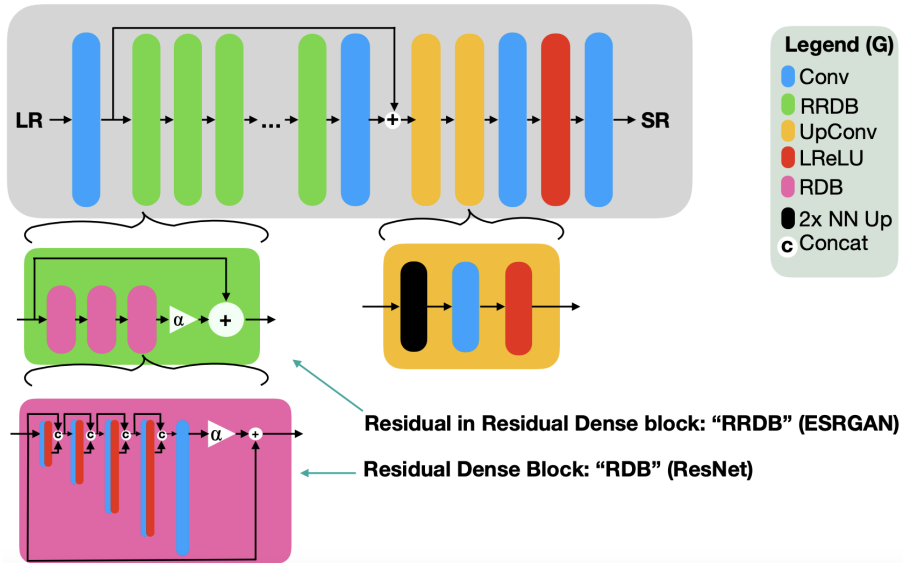 LR
+
...
SR
Legend (G)
Conv
RRDB
UpConv
LReLU
RDB
2x NN Up
c Concat
α
+
Residual in Residual Dense block: “RRDB” (ESRGAN)
c c c c
α
+
Residual Dense Block: “RDB” (ResNet)